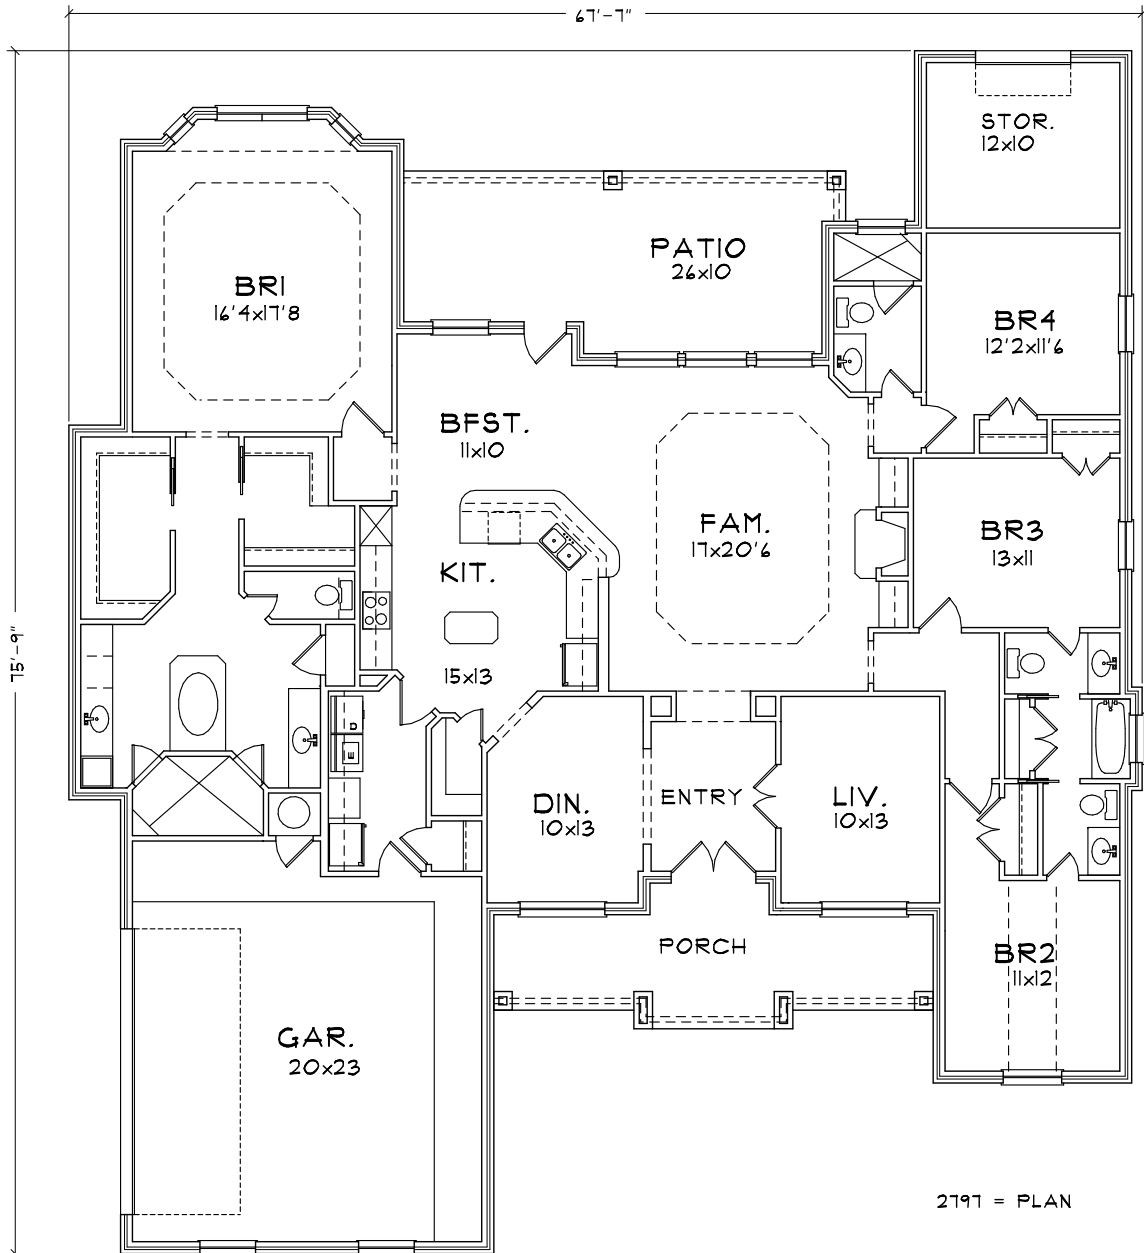 67'-7"
STOR.
12x10
PATIO
26x10
BR1
16'4x17'8
BR4
12'2x11'6
BFST.
11x10
FAM.
17x20'6
BR3
13x11
KIT.
15x13
75'-9"
D
DIN.
10x13
ENTRY
LIV.
10x13
PORCH
BR2
11x12
GAR.
20x23
2797 = PLAN